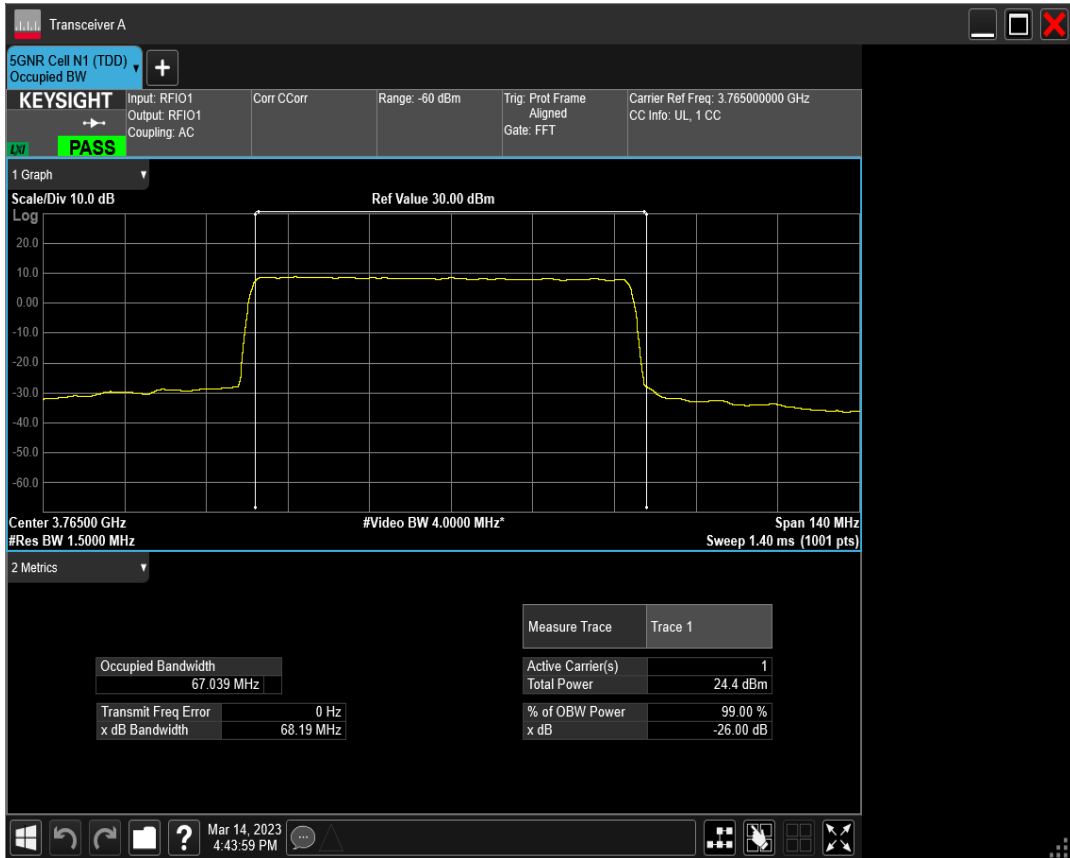 Transceiver A
5GNR Cell N1 (TDD)
Occupied BW
KEYSIGHT
LXI
PASS
Input: RFIO1
Output: RFIO1
Coupling: AC
Corr CCorr
Range: -60 dBm
Trig: Prot Frame
Aligned
Gate: FFT
Carrier Ref Freq: 3.765000000 GHz
CC Info: UL, 1 CC
1 Graph
Scale/Div 10.0 dB
Ref Value 30.00 dBm
Log
20.0
10.0
0.00
-10.0
-20.0
-30.0
-40.0
-50.0
-60.0
Center 3.76500 GHz
#Video BW 4.0000 MHz*
Span 140 MHz
#Res BW 1.5000 MHz
Sweep 1.40 ms (1001 pts)
2 Metrics
Measure Trace Trace 1
Occupied Bandwidth
67.039 MHz
Active Carrier(s) 1
Total Power 24.4 dBm
Transmit Freq Error 0 Hz
x dB Bandwidth 68.19 MHz
% of OBW Power 99.00 %
x dB -26.00 dB
?
Mar 14, 2023
4:43:59 PM